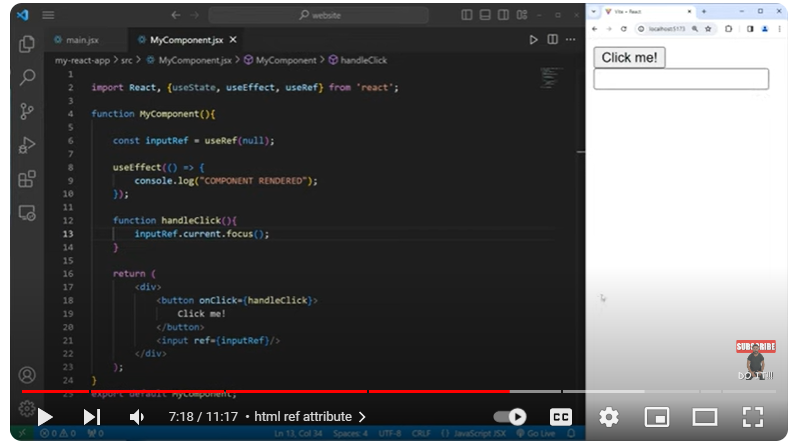 website
main.jsx
MyComponent.jsx
Vite + React
localhost:5173
my-react-app > src > MyComponent.jsx > MyComponent > handleClick
Click me!
1
2 import React, {useState, useEffect, useRef} from 'react';
3
4 function MyComponent(){
5
6 const inputRef = useRef(null);
7
8 useEffect(() => {
9 console.log("COMPONENT RENDERED");
10 });
11
12 function handleClick(){
13 inputRef.current.focus();
14 }
15
16 return (
17 <div>
18 <button onClick={handleClick}>
19 Click me!
20 </button>
21 <input ref={inputRef}/>
22 </div>
23 );
24 }
export default MyComponent;
SUBSCRIBE
7:18 / 11:17 • html ref attribute >
CC
0 0 0
Ln 13, Col 34 Spaces: 4 UTF-8 CRLF {} JavaScript JSX Go Live